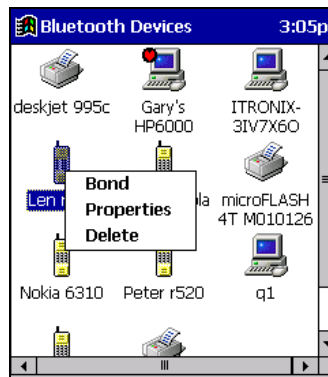 Bluetooth Devices 3:05p
deskjet 995c Gary's ITRONIX-
HP6000 3IV7X6O
Bond
Len Properties microFLASH
4T M010126
Delete
Nokia 6310 Peter r520 q1